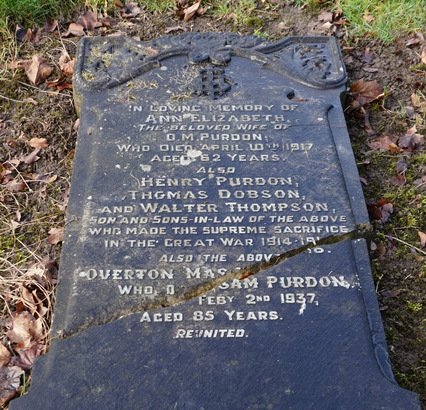 IN LOVING MEMORY OF
ANN ELIZABETH,
THE BELOVED WIFE OF
O.M. PURDON,
WHO DIED APRIL 10TH 1917
AGED 62 YEARS.
ALSO
HENRY PURDON,
THOMAS DOBSON,
AND WALTER THOMPSON,
SON AND SONS-IN-LAW OF THE ABOVE
WHO MADE THE SUPREME SACRIFICE
IN THE GREAT WAR 1914-
ALSO THE
OVERTON PURDON,
WHO FEBY 2ND 1937,
AGED 85 YEARS.
REUNITED.